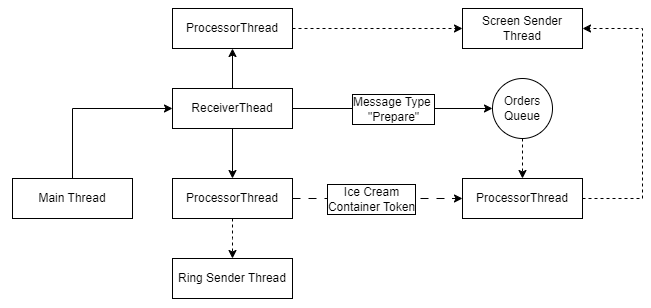 ProcessorThread
Screen Sender
Thread
ReceiverThead
Message Type
"Prepare"
Orders
Queue
Main Thread
ProcessorThread
Ice Cream
Container Token
ProcessorThread
Ring Sender Thread